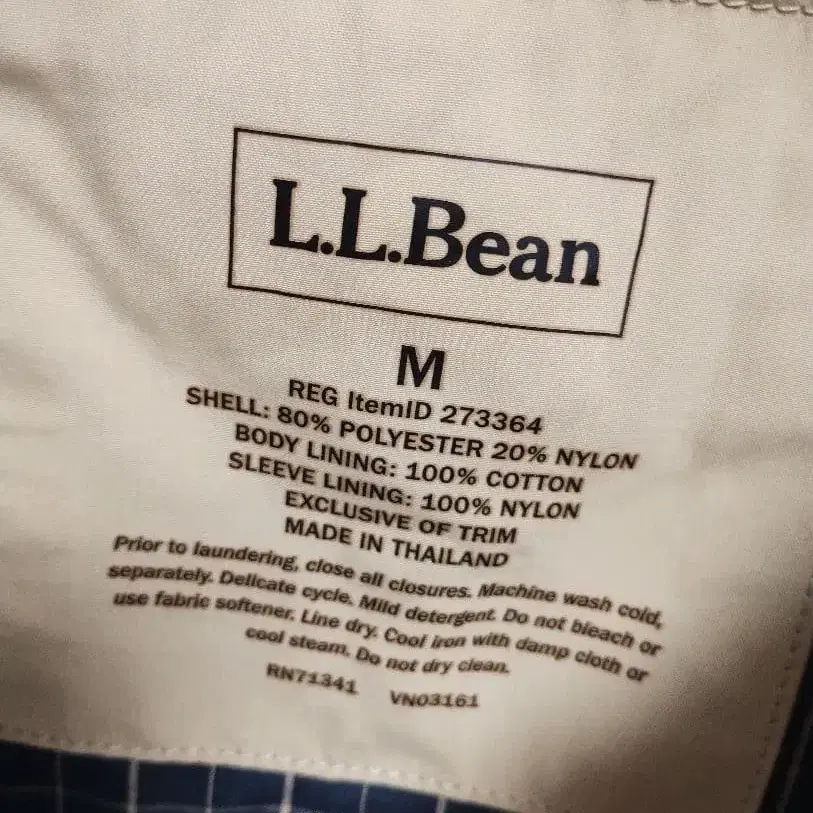 L.L.Bean
M
REG ItemID 273364
SHELL: 80% POLYESTER 20% NYLON
BODY LINING: 100% COTTON
SLEEVE LINING: 100% NYLON
EXCLUSIVE OF TRIM
MADE IN THAILAND
Prior to laundering, close all closures. Machine wash cold,
separately. Delicate cycle. Mild detergent. Do not bleach or
use fabric softener. Line dry. Cool iron with damp cloth or
cool steam. Do not dry clean.
RN71341 VN03161